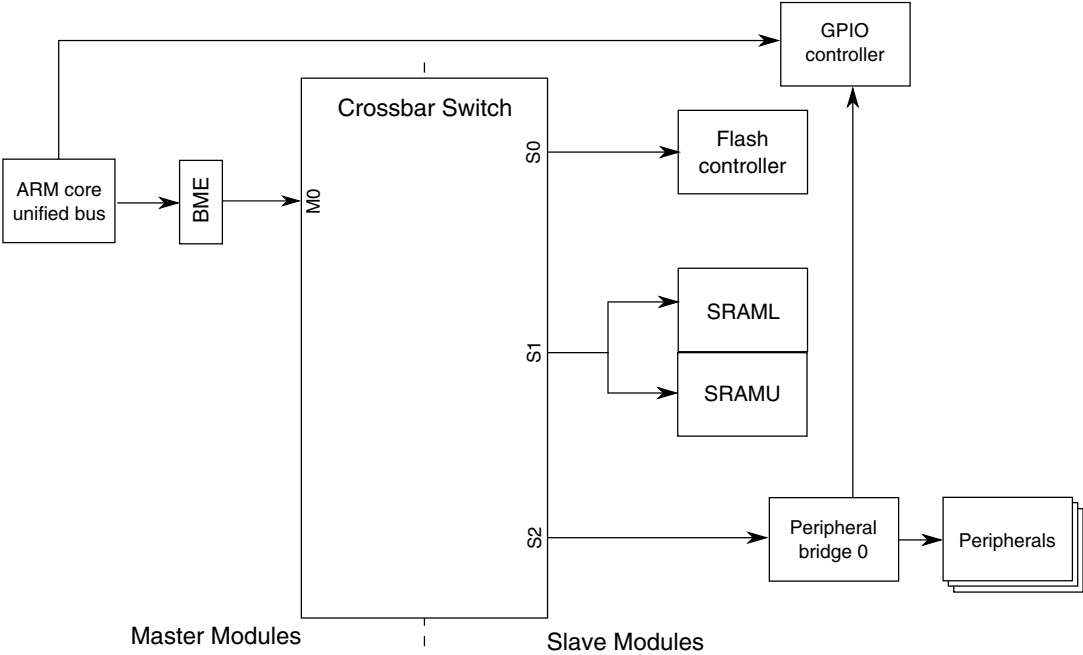 GPIO
controller
Crossbar Switch
S0
Flash
controller
ARM core
unified bus
BME
M0
SRAML
S1
SRAMU
S2
Peripheral
bridge 0
Peripherals
Master Modules
Slave Modules